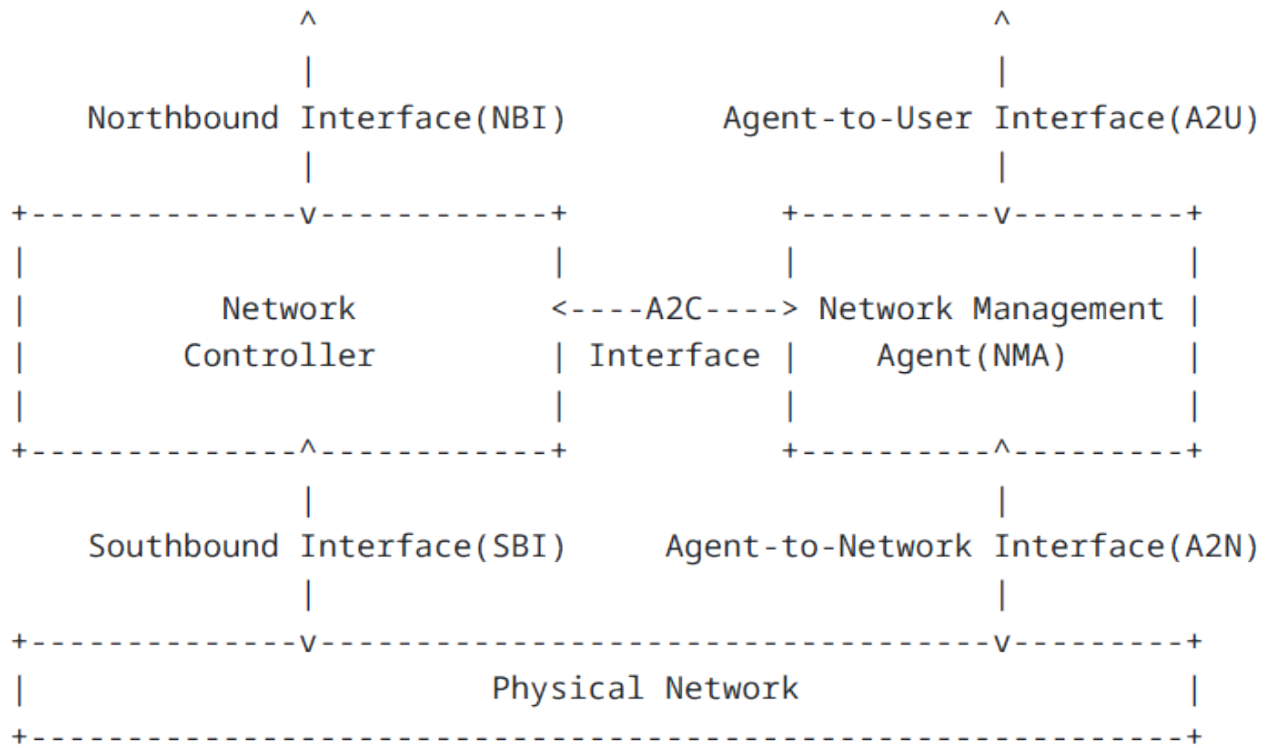 ^ ^
| |
Northbound Interface(NBI) Agent-to-User Interface(A2U)
| |
+--------------v------------+ +----------v---------+
| | | |
| Network <----A2C----> Network Management |
| Controller | Interface | Agent(NMA) |
| | | |
+--------------^------------+ +----------^---------+
| |
Southbound Interface(SBI) Agent-to-Network Interface(A2N)
| |
+--------------v-----------------------------------v---------+
| Physical Network |
+------------------------------------------------------------+